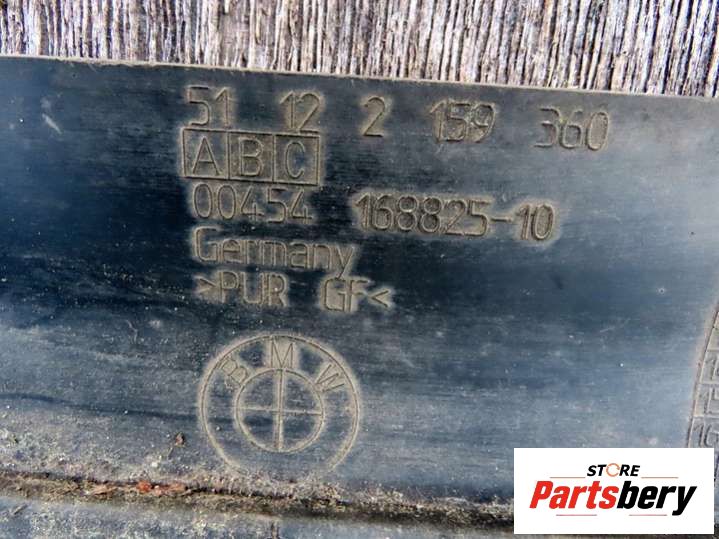 51 12 2 159 360
ABC
00454 168825-10
Germany
>PUR GF<
BMW
STORE
Partsbery